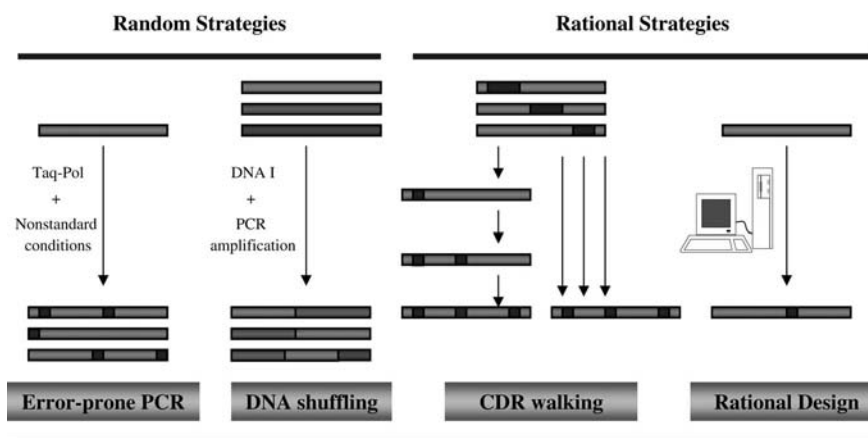 Random Strategies
Rational Strategies
Taq-Pol
+
Nonstandard
conditions
DNA I
+
PCR
amplification
Error-prone PCR
DNA shuffling
CDR walking
Rational Design